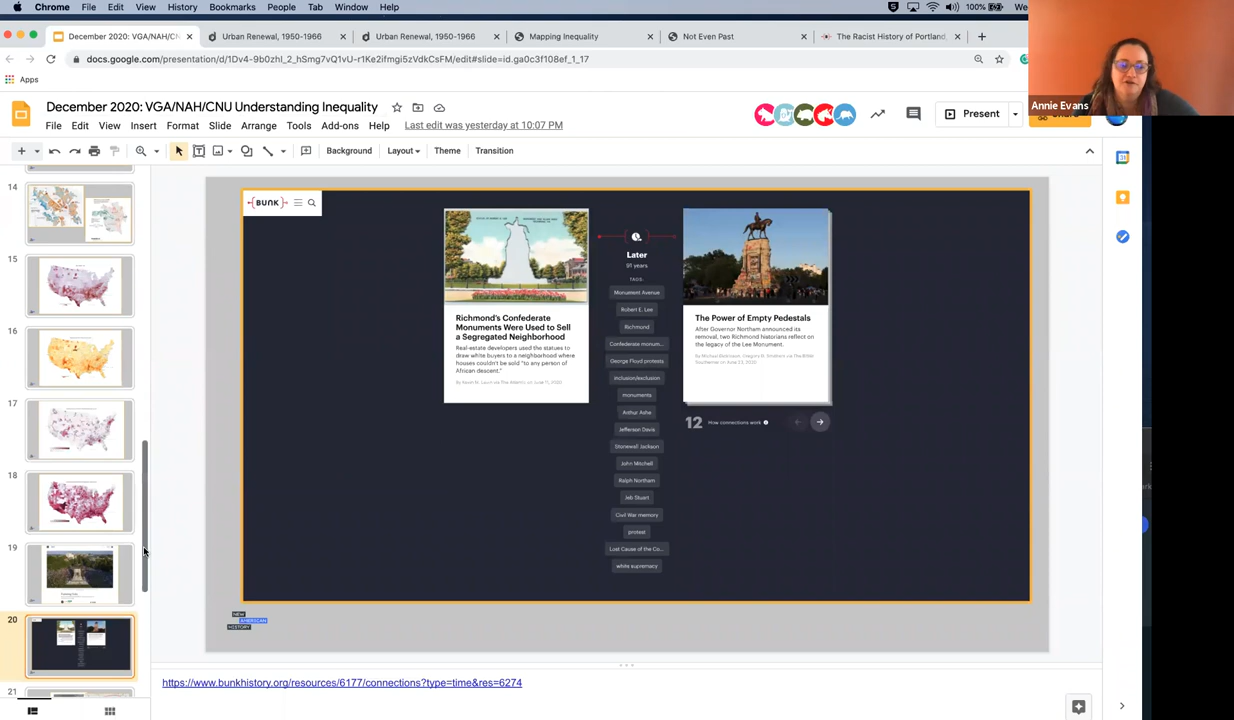 Chrome File Edit View History Bookmarks People Tab Window Help
100%
We
December 2020: VGA/NAH/CN
Urban Renewal, 1950-1966
Urban Renewal, 1950-1966
Mapping Inequality
Not Even Past
The Racist History of Portland,
docs.google.com/presentation/d/1Dv4-9b0zhl_2_hSmg7vQ1vU-r1Ke2ifmgi5zVdkCsFM/edit#slide=id.ga0c3f108ef_1_17
Apps
Annie Evans
December 2020: VGA/NAH/CNU Understanding Inequality
Present
File Edit View Insert Format Slide Arrange Tools Add-ons Help Last edit was yesterday at 10:07 PM
Background Layout Theme Transition
14
15
16
17
18
19
20
21
BUNK
Richmond's Confederate
Monuments Were Used to Sell
a Segregated Neighborhood
Real-estate developers used the statues to
draw white buyers to a neighborhood where
houses couldn't be sold "to any person of
African descent."
Later
91 years
TAGS
Monument Avenue
Robert E. Lee
Richmond
Confederate monum...
George Floyd protests
inclusion/exclusion
monuments
Arthur Ashe
Jefferson Davis
Stonewall Jackson
John Mitchell
Ralph Northam
Jeb Stuart
Civil War memory
protest
Lost Cause of the Co...
white supremacy
The Power of Empty Pedestals
After Governor Northam announced its
removal, two Richmond historians reflect on
the legacy of the Lee Monument.
12 How connections work
NEW
AMERICAN
HISTORY
https://www.bunkhistory.org/resources/6177/connections?type=time&res=6274